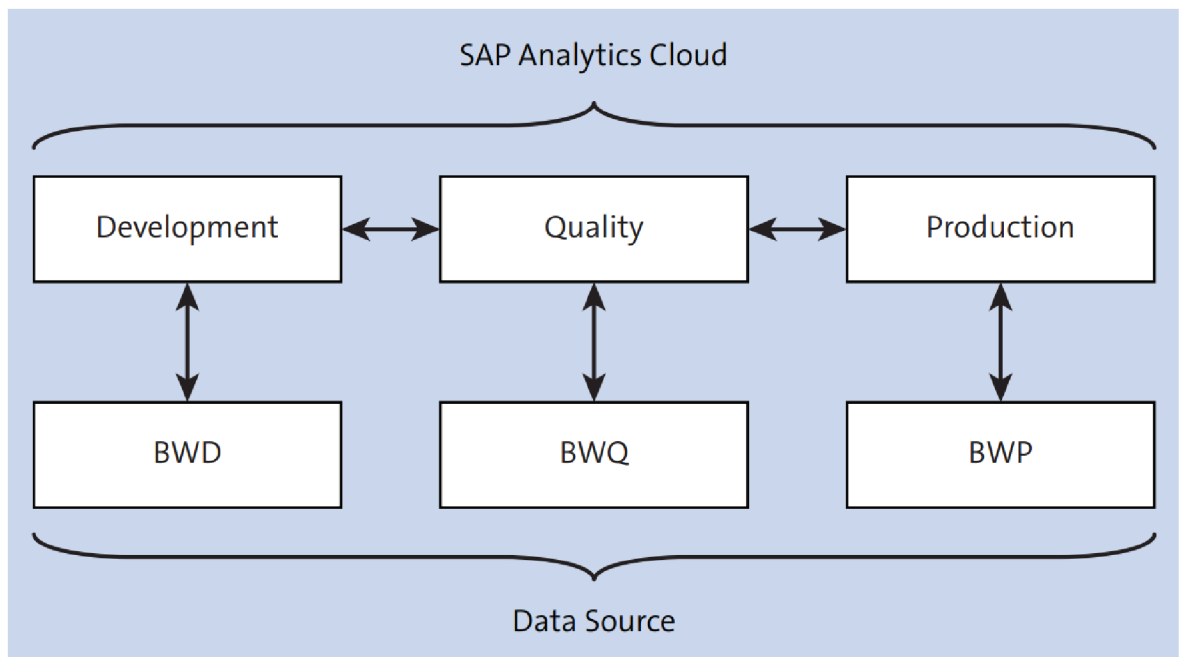 SAP Analytics Cloud
Development
Quality
Production
BWD
BWQ
BWP
Data Source